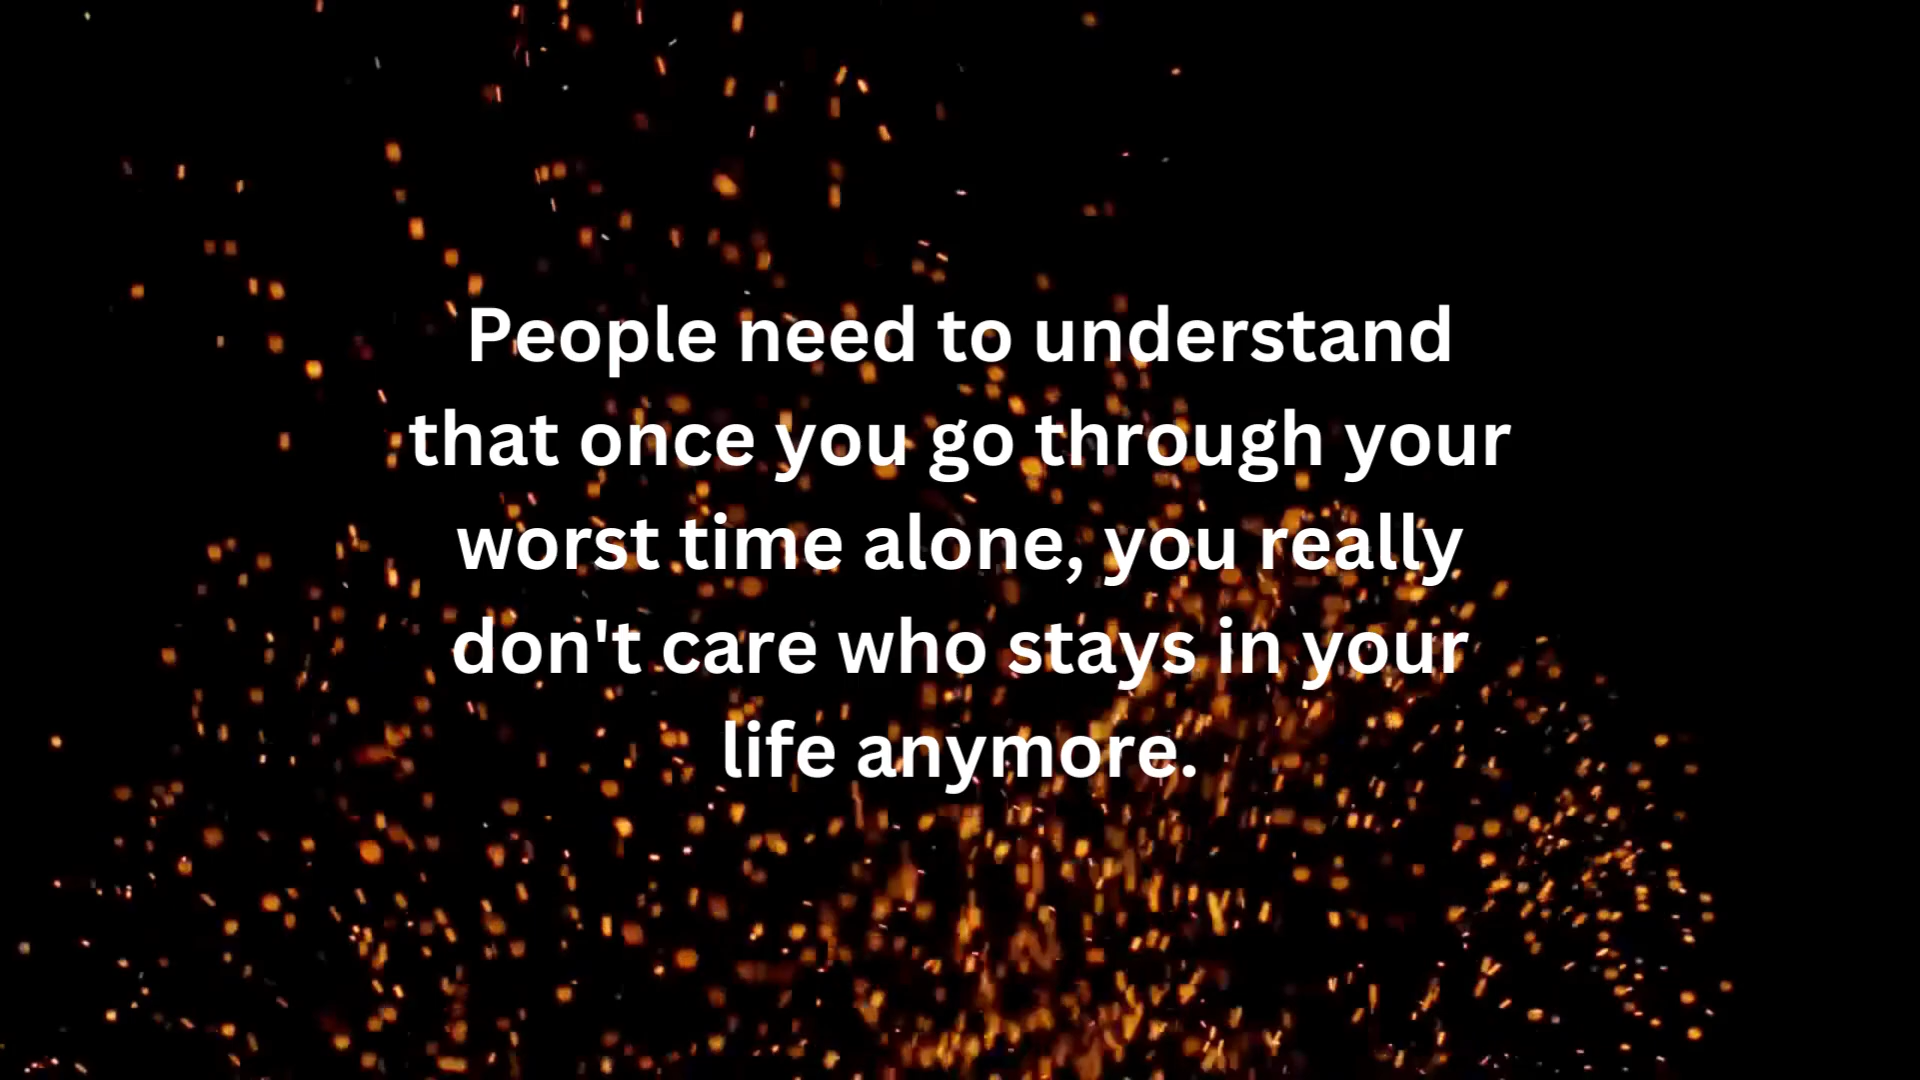 People need to understand
that once you go through your
worst time alone, you really
don't care who stays in your
life anymore.